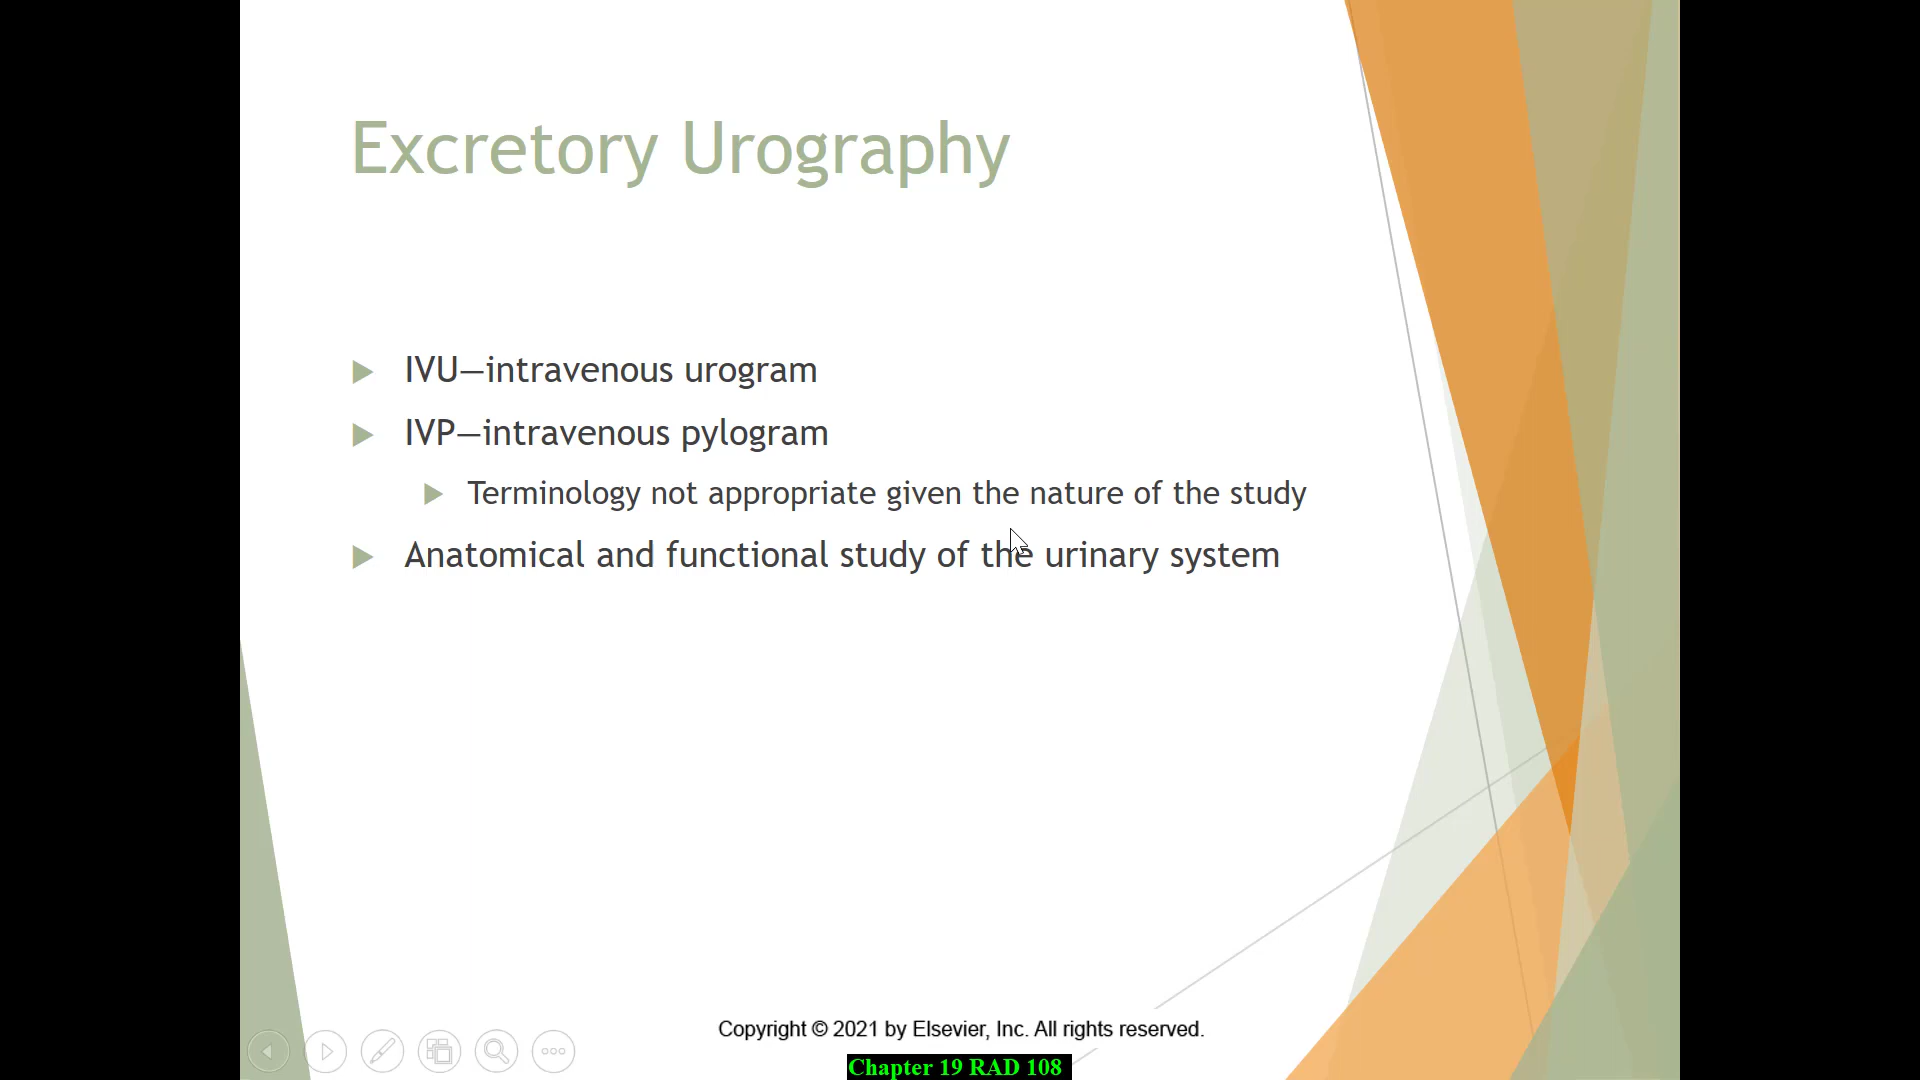 Excretory Urography
IVU—intravenous urogram
IVP—intravenous pylogram
Terminology not appropriate given the nature of the study
Anatomical and functional study of the urinary system
Copyright © 2021 by Elsevier, Inc. All rights reserved.
Chapter 19 RAD 108